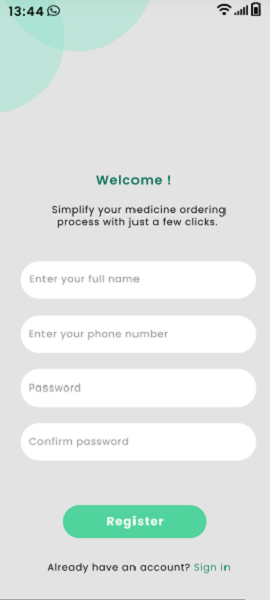 13:44
Welcome !
Simplify your medicine ordering
process with just a few clicks.
Enter your full name
Enter your phone number
Password
Confirm password
Register
Already have an account? Sign in